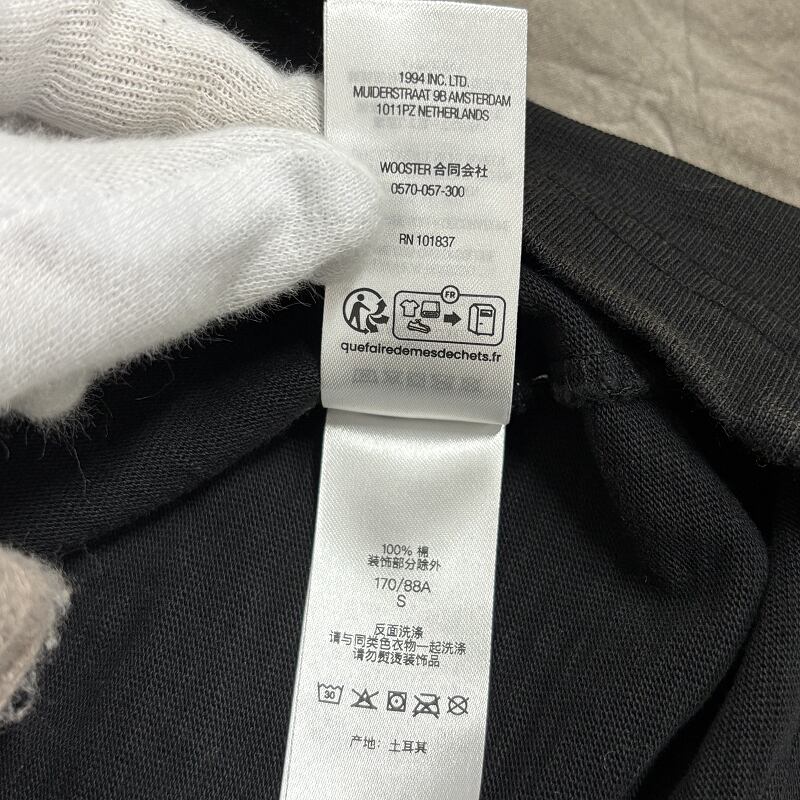 1994 INC. LTD.
MUIDERSTRAAT 9B AMSTERDAM
1011PZ NETHERLANDS
WOOSTER 合同会社
0570-057-300
RN 101837
FR
quefairedemesdechets.fr
100% 棉
装饰部分除外
170/88A
S
反面洗涤
请与同类色衣物一起洗涤
请勿熨烫装饰品
30
产地：土耳其